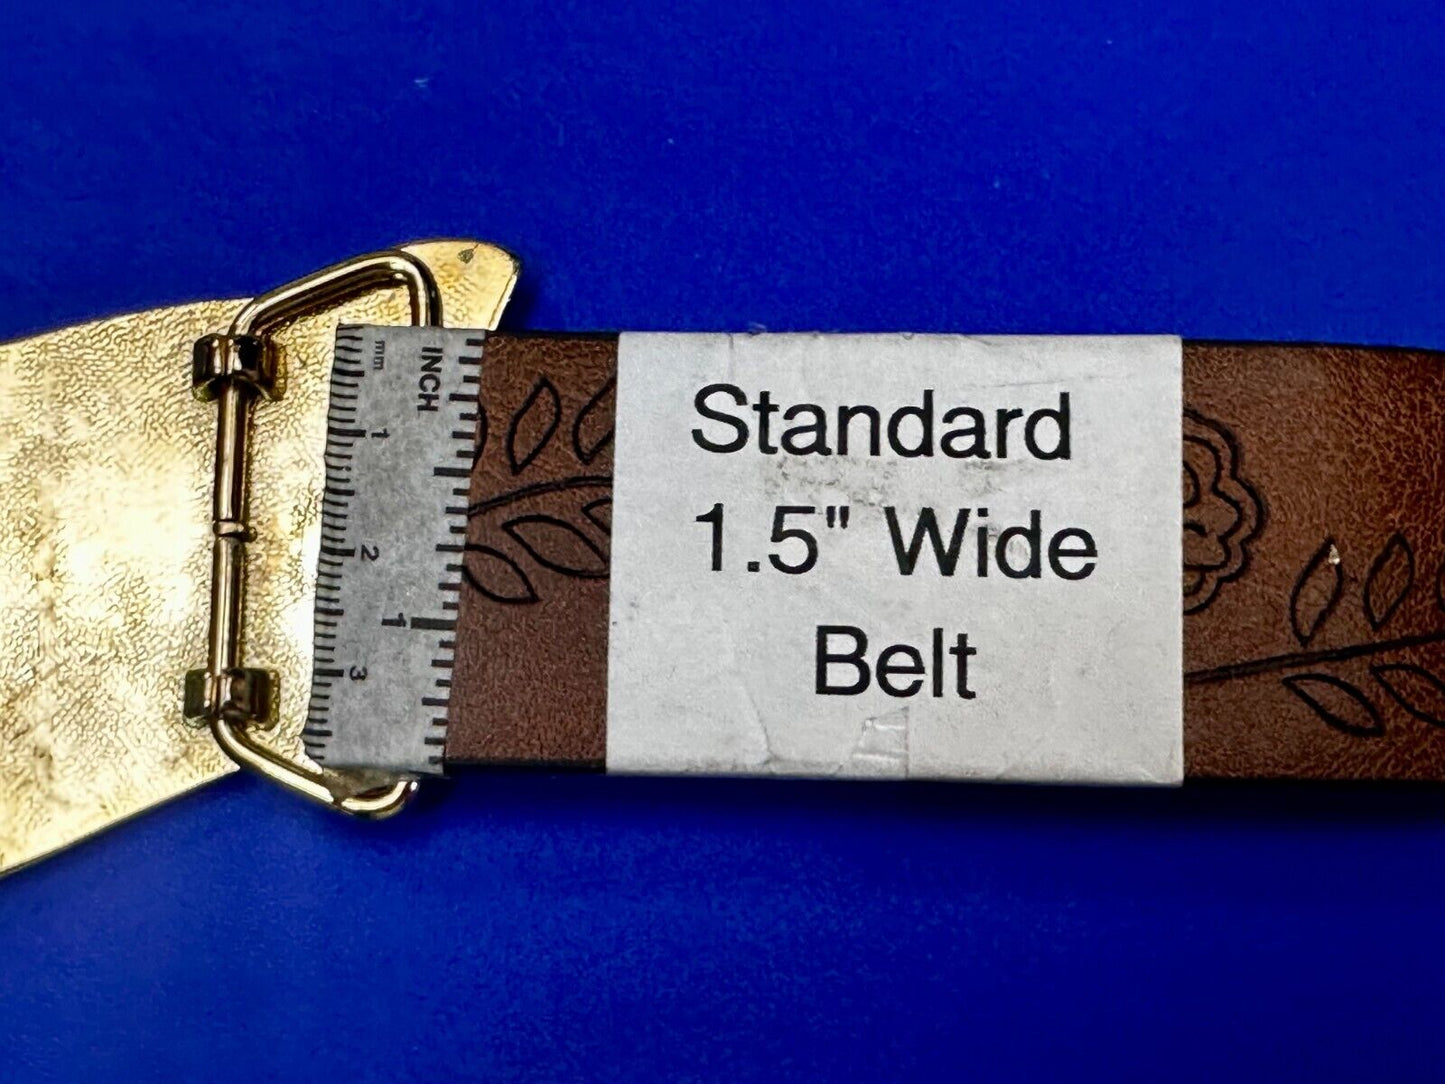 mm
INCH
1
2
1
3
Standard
1.5" Wide
Belt